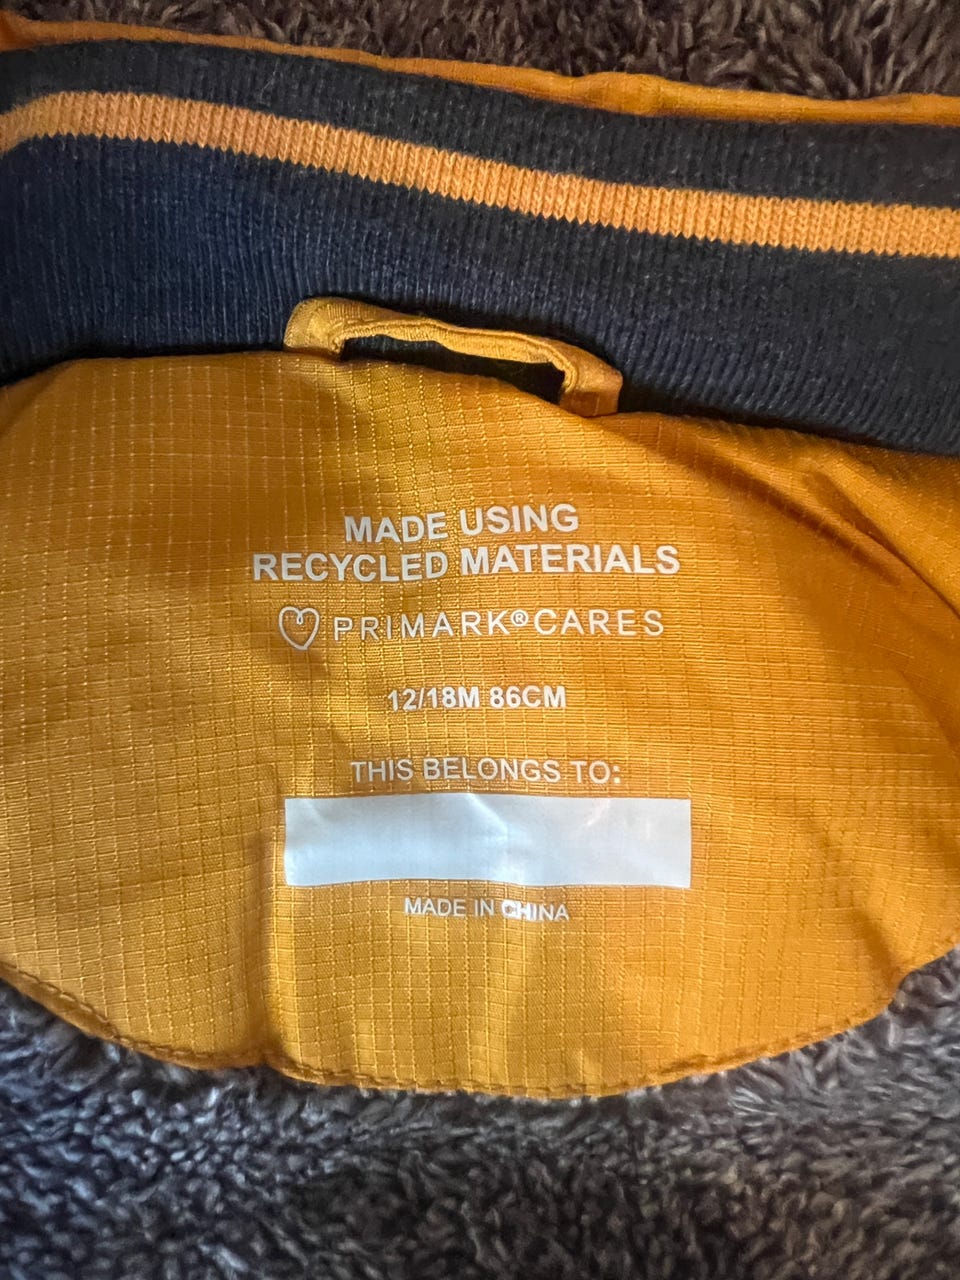 MADE USING
RECYCLED MATERIALS
PRIMARK®CARES
12/18M 86CM
THIS BELONGS TO:
MADE IN CHINA